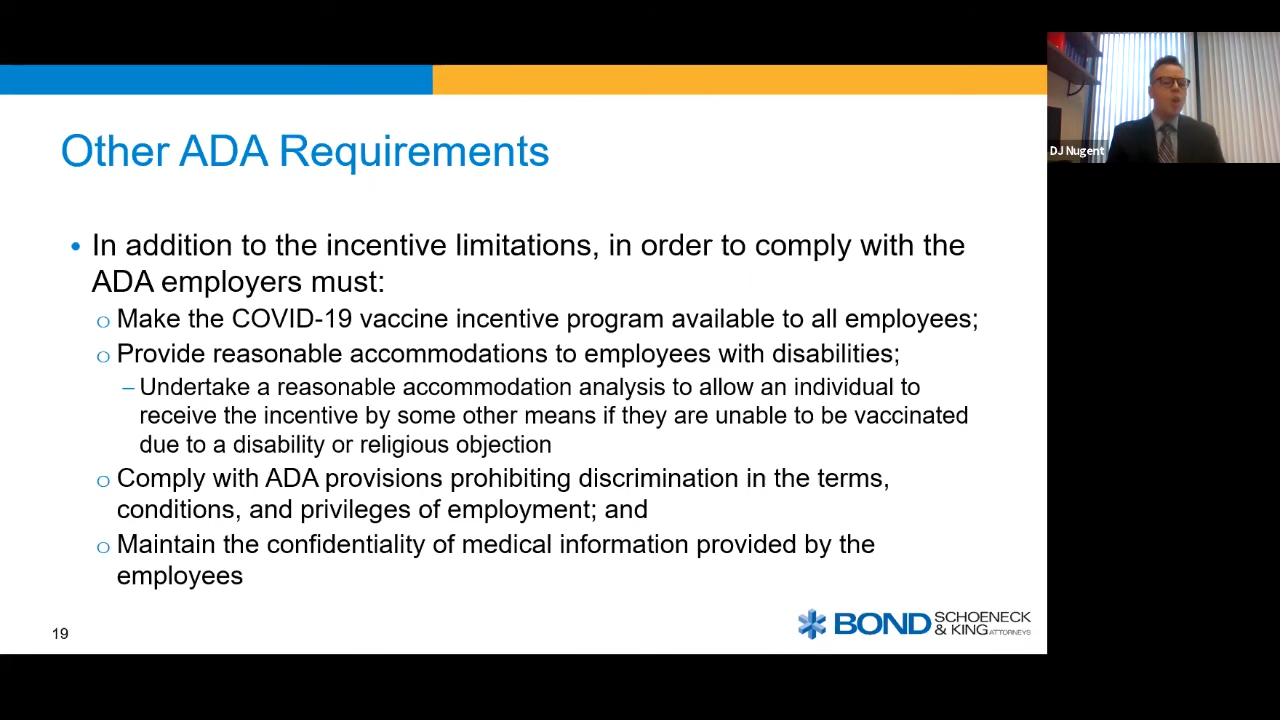 Other ADA Requirements
• In addition to the incentive limitations, in order to comply with the
ADA employers must:
o Make the COVID-19 vaccine incentive program available to all employees;
o Provide reasonable accommodations to employees with disabilities;
– Undertake a reasonable accommodation analysis to allow an individual to
receive the incentive by some other means if they are unable to be vaccinated
due to a disability or religious objection
o Comply with ADA provisions prohibiting discrimination in the terms,
conditions, and privileges of employment; and
o Maintain the confidentiality of medical information provided by the
employees
19
BOND SCHOENECK
& KING ATTORNEYS
DJ Nugent